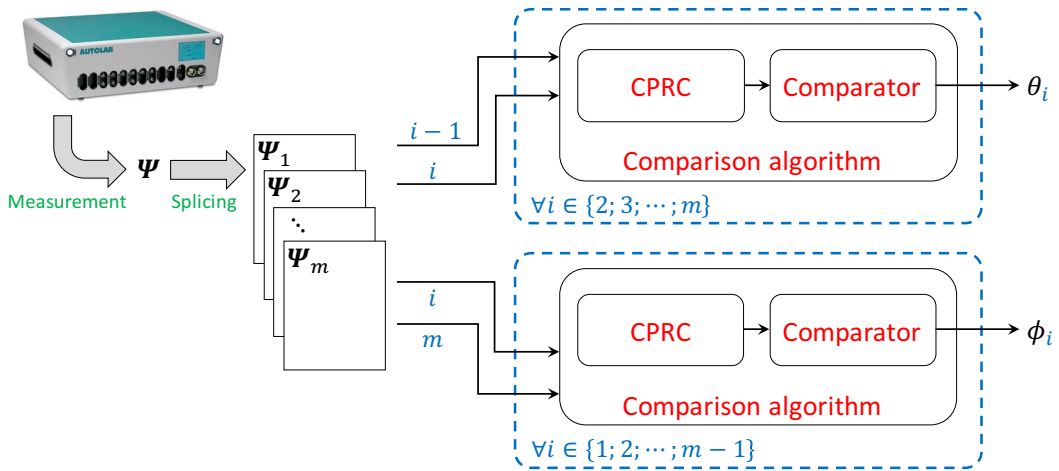 AUTOLAB
Measurement
𝜳
Splicing
𝜳₁
𝜳₂
⋱
𝜳ₘ
i − 1
i
CPRC
Comparator
Comparison algorithm
∀i ∈ {2; 3; ⋯ ; m}
θᵢ
i
m
CPRC
Comparator
Comparison algorithm
∀i ∈ {1; 2; ⋯ ; m − 1}
ϕᵢ